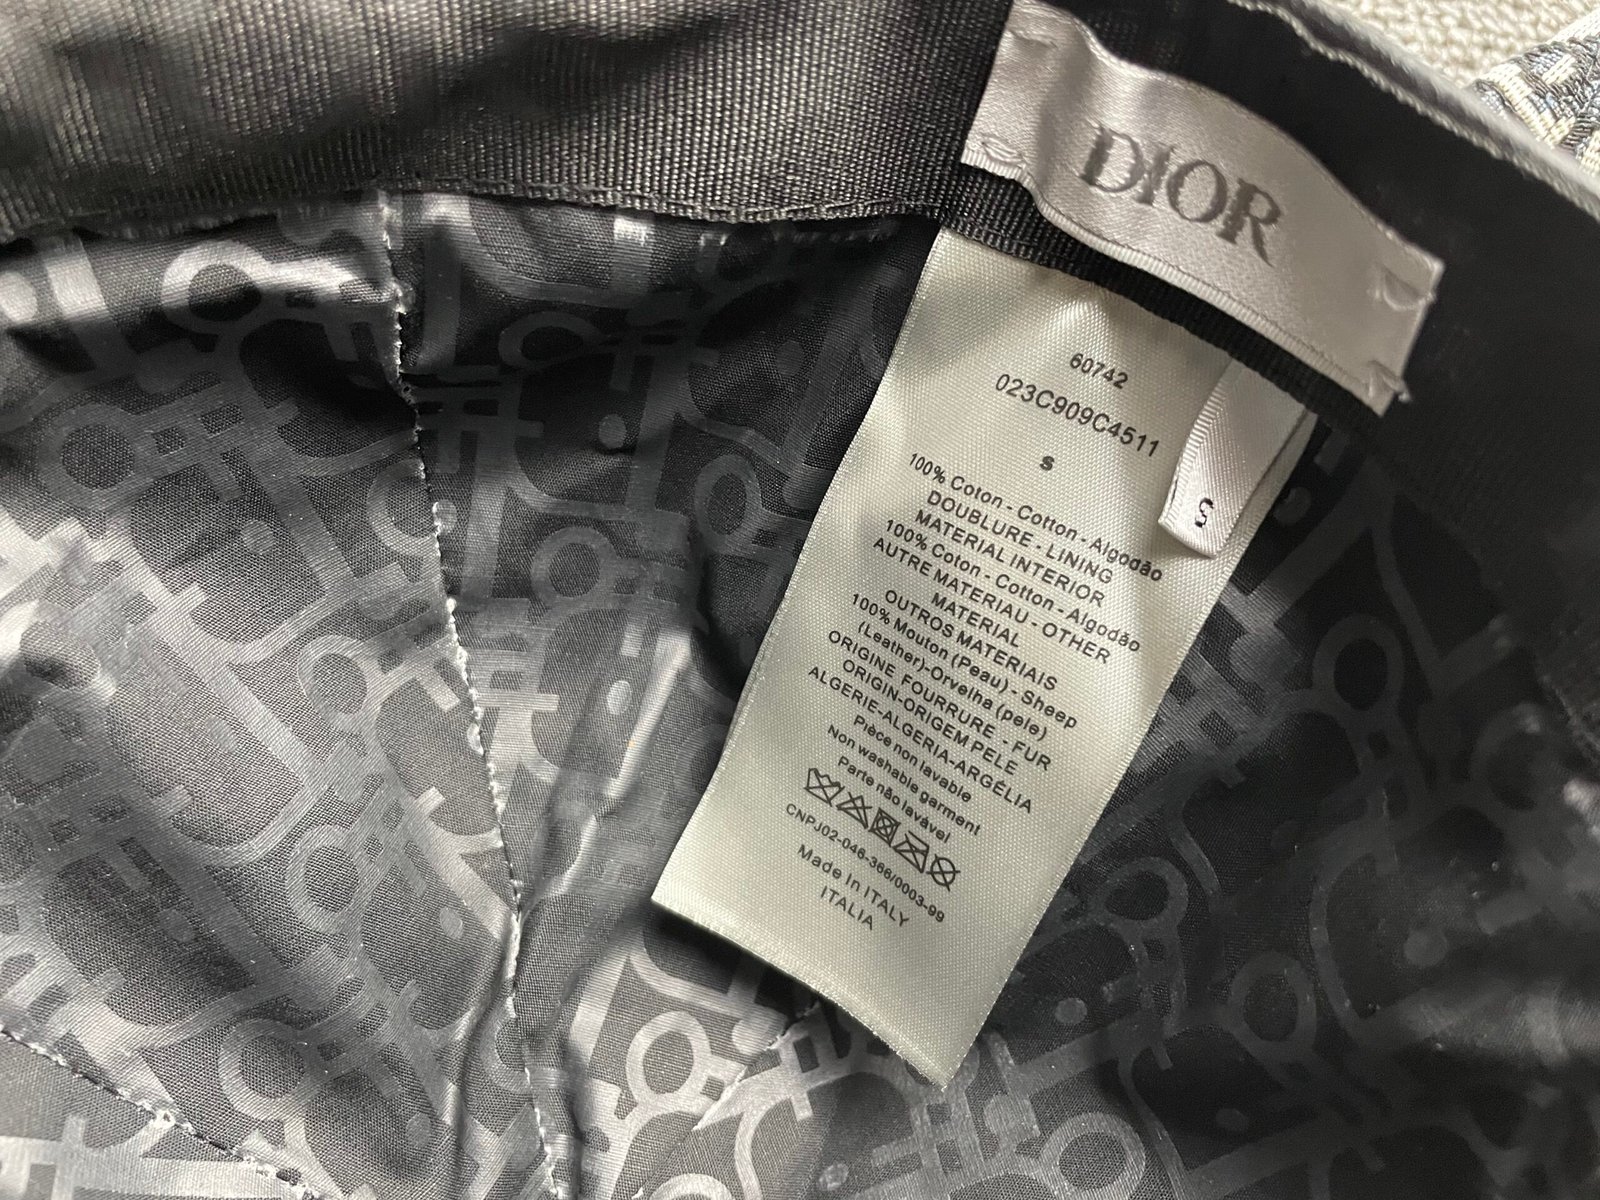 DIOR
60742
023C909C4511
S
100% Coton - Cotton - Algodão
DOUBLURE - LINING
MATERIAL INTERIOR
100% Coton - Cotton - Algodão
AUTRE MATERIAU - OTHER
MATERIAL
OUTROS MATERIAIS
100% Mouton (Peau) - Sheep
(Leather)-Orvelha (pele)
ORIGINE FOURRURE - FUR
ORIGIN-ORIGEM PELE
ALGERIE-ALGERIA-ARGÉLIA
Pièce non lavable
Non washable garment
Parte não lavável
CNPJ02-046-366/0003-99
Made in ITALY
ITALIA
S